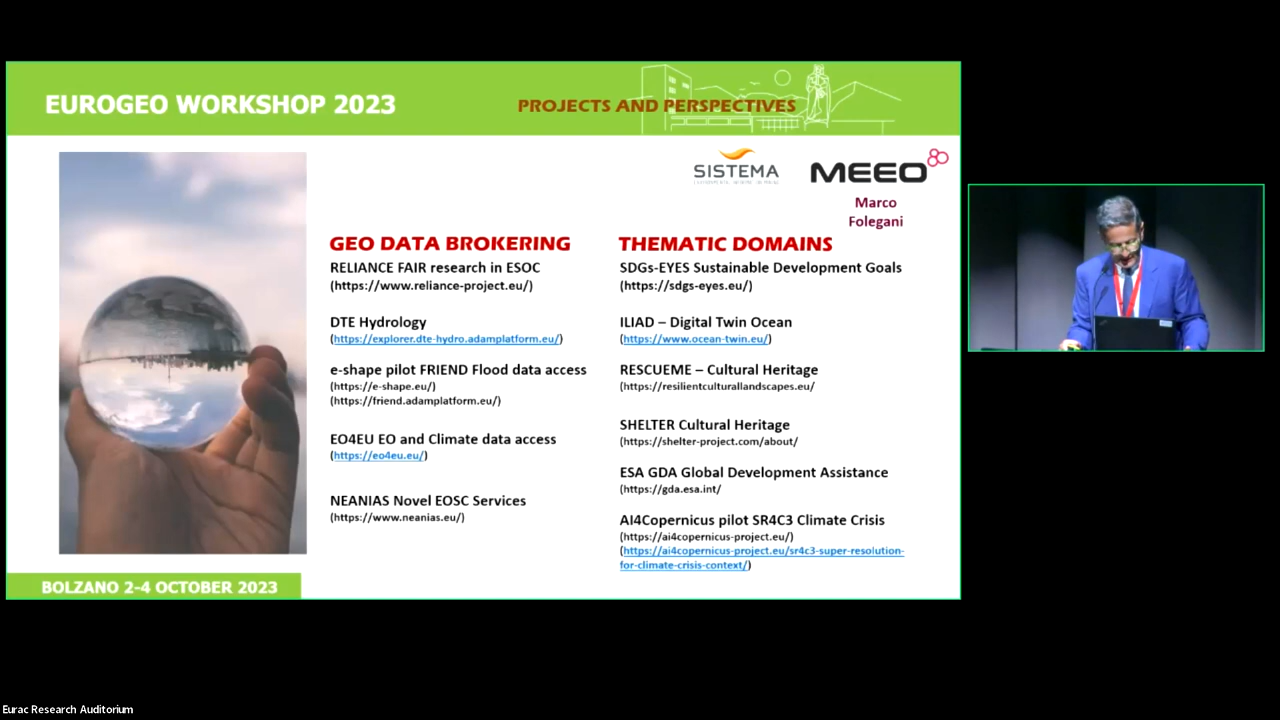 EUROGEO WORKSHOP 2023
PROJECTS AND PERSPECTIVES
SISTEMA
MEEO
Marco
Folegani
GEO DATA BROKERING
RELIANCE FAIR research in ESOC
(https://www.reliance-project.eu/)
DTE Hydrology
(https://explorer.dte-hydro.adamplatform.eu/)
e-shape pilot FRIEND Flood data access
(https://e-shape.eu/)
(https://friend.adamplatform.eu/)
EO4EU EO and Climate data access
(https://eo4eu.eu/)
NEANIAS Novel EOSC Services
(https://www.neanias.eu/)
THEMATIC DOMAINS
SDGs-EYES Sustainable Development Goals
(https://sdgs-eyes.eu/)
ILIAD – Digital Twin Ocean
(https://www.ocean-twin.eu/)
RESCUEME – Cultural Heritage
(https://resilientculturallandscapes.eu/
SHELTER Cultural Heritage
(https://shelter-project.com/about/
ESA GDA Global Development Assistance
(https://gda.esa.int/
AI4Copernicus pilot SR4C3 Climate Crisis
(https://ai4copernicus-project.eu/)
(https://ai4copernicus-project.eu/sr4c3-super-resolution-
for-climate-crisis-context/)
BOLZANO 2-4 OCTOBER 2023
Eurac Research Auditorium